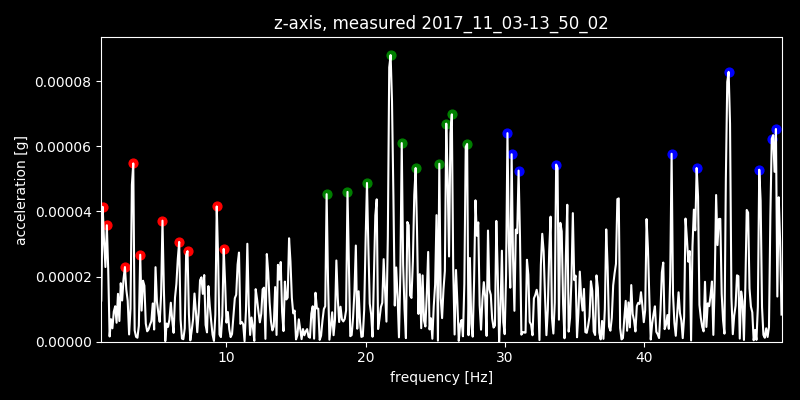 z-axis, measured 2017_11_03-13_50_02
0.00008
0.00006
0.00004
0.00002
0.00000
acceleration [g]
10 20 30 40
frequency [Hz]